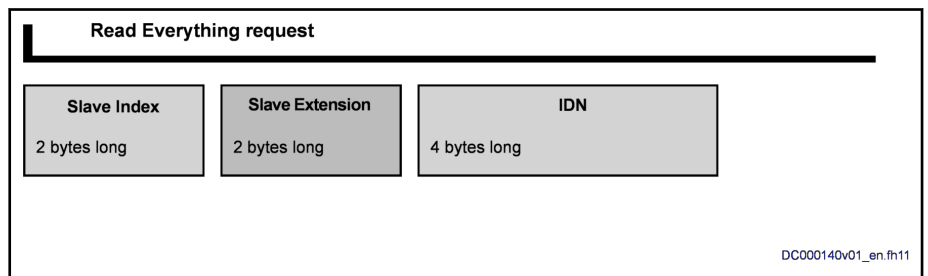 Read Everything request
Slave Index
2 bytes long
Slave Extension
2 bytes long
IDN
4 bytes long
DC000140v01_en.fh11